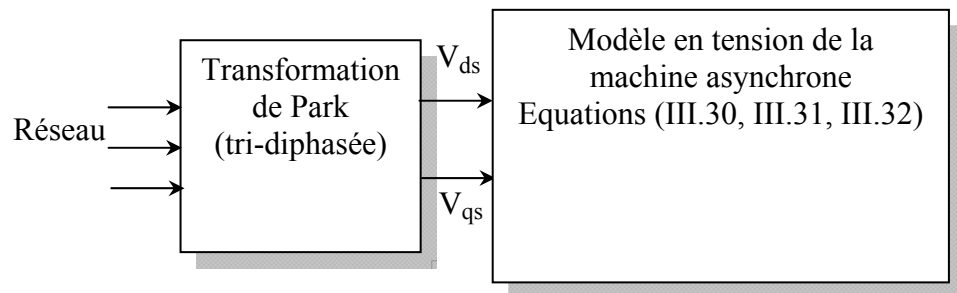 Réseau
Transformation
de Park
(tri-diphasée)
V_ds
V_qs
Modèle en tension de la
machine asynchrone
Equations (III.30, III.31, III.32)